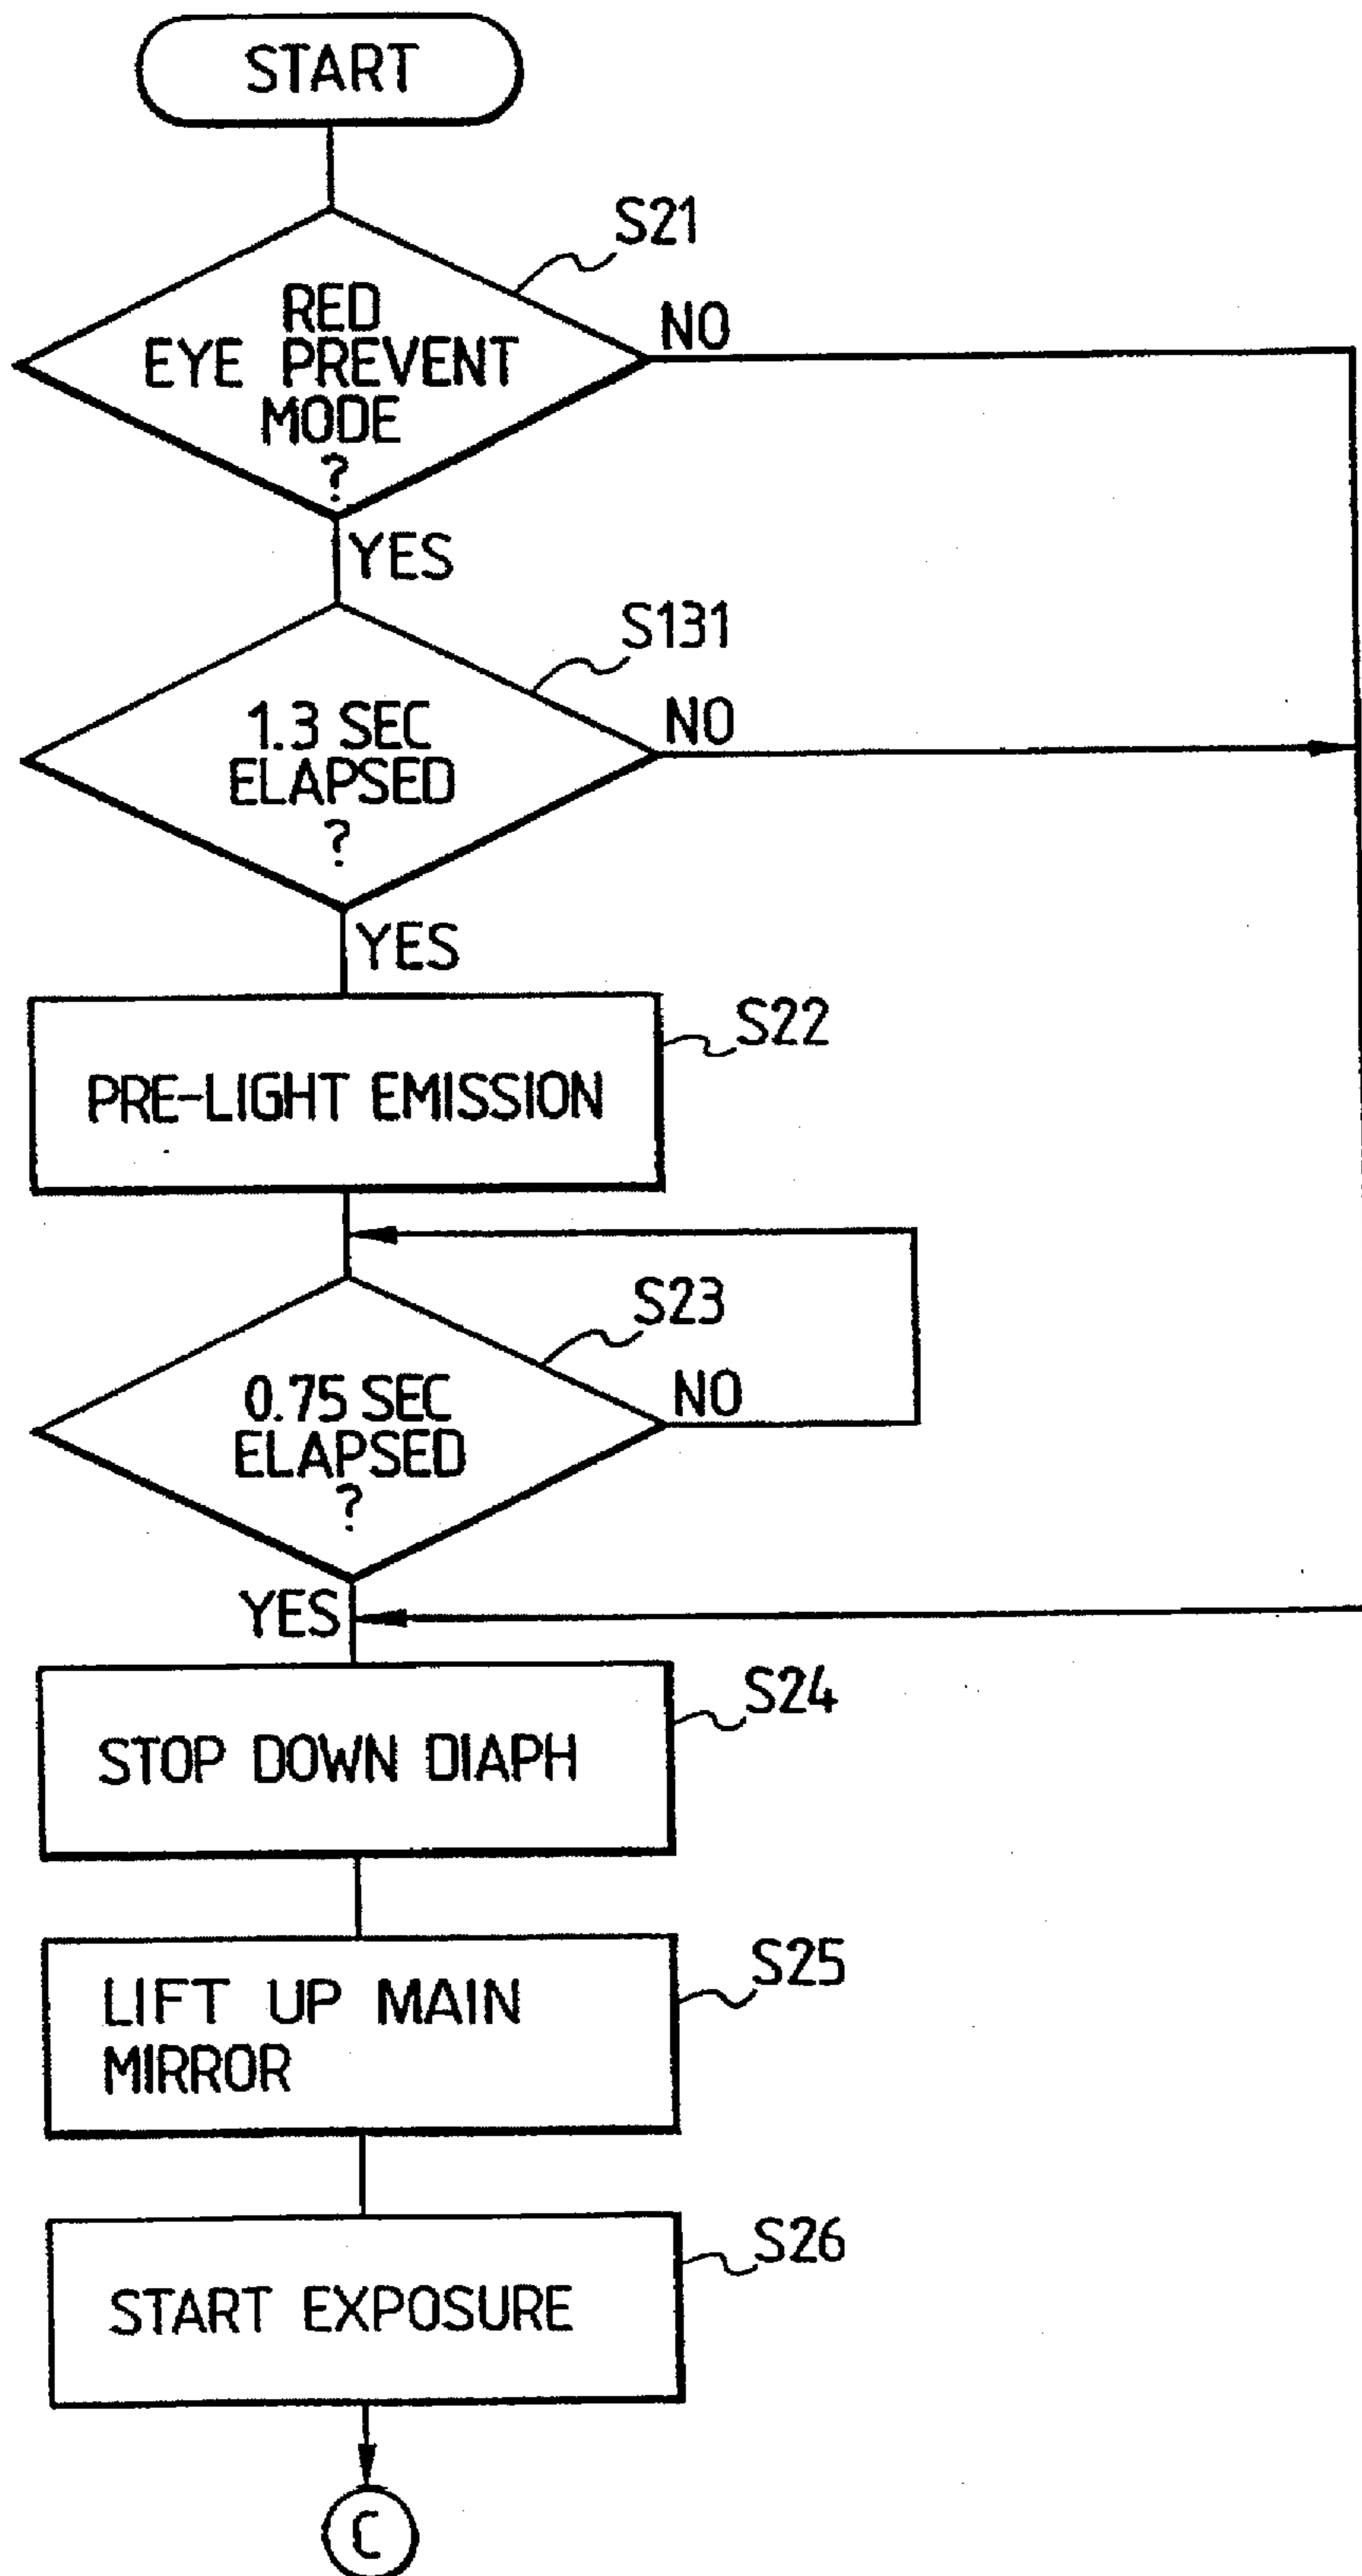 START
S21
RED
EYE PREVENT
MODE
?
NO
YES
S131
1.3 SEC
ELAPSED
?
NO
YES
S22
PRE-LIGHT EMISSION
S23
0.75 SEC
ELAPSED
?
NO
YES
S24
STOP DOWN DIAPH
S25
LIFT UP MAIN
MIRROR
S26
START EXPOSURE
C